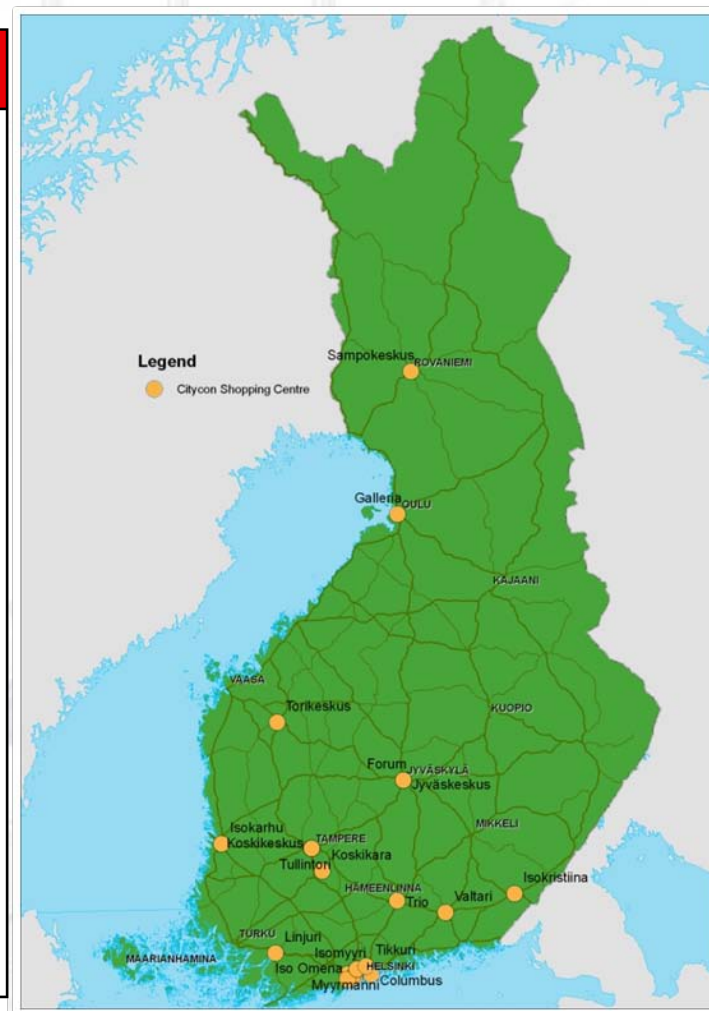 Legend
Citycon Shopping Centre
Sampokeskus
ROVANIEMI
Galleria
OULU
KAJAANI
VAASA
Torikeskus
KUOPIO
Forum
JYVÄSKYLÄ
Jyväskeskus
MIKKELI
Isokarhu
Koskikeskus
TAMPERE
Koskikara
Tullintori
HÄMEENLINNA
Trio
Valtari
Isokristiina
TURKU
Linjuri
MAARIANHAMINA
Isomyyri
Tikkuri
Iso Omena
HELSINKI
Myyrmanni
Columbus